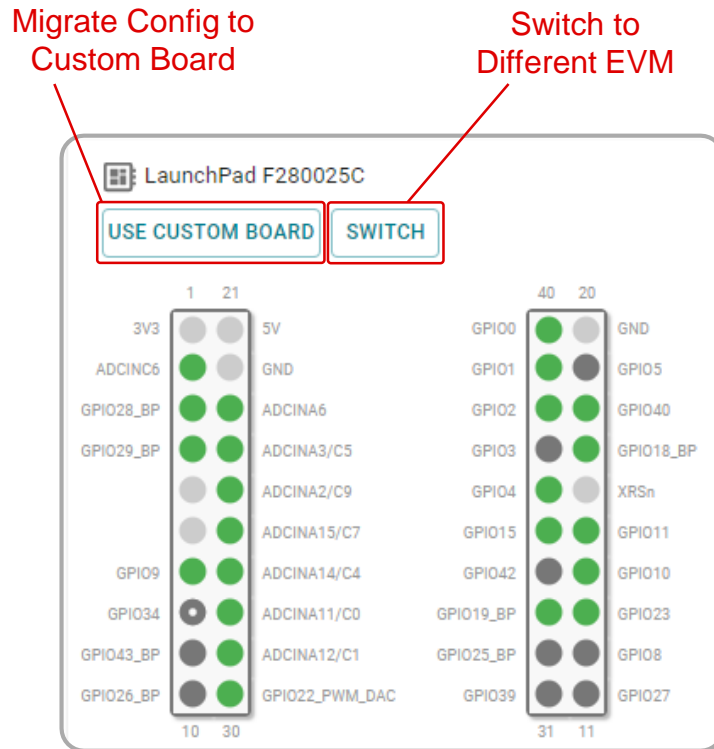 Migrate Config to
Custom Board
Switch to
Different EVM
LaunchPad F280025C
USE CUSTOM BOARD
SWITCH
1 21
3V3 5V
ADCINC6 GND
GPIO28_BP ADCINA6
GPIO29_BP ADCINA3/C5
ADCINA2/C9
ADCINA15/C7
GPIO9 ADCINA14/C4
GPIO34 ADCINA11/C0
GPIO43_BP ADCINA12/C1
GPIO26_BP GPIO22_PWM_DAC
10 30
40 20
GPIO0 GND
GPIO1 GPIO5
GPIO2 GPIO40
GPIO3 GPIO18_BP
GPIO4 XRSn
GPIO15 GPIO11
GPIO42 GPIO10
GPIO19_BP GPIO23
GPIO25_BP GPIO8
GPIO39 GPIO27
31 11